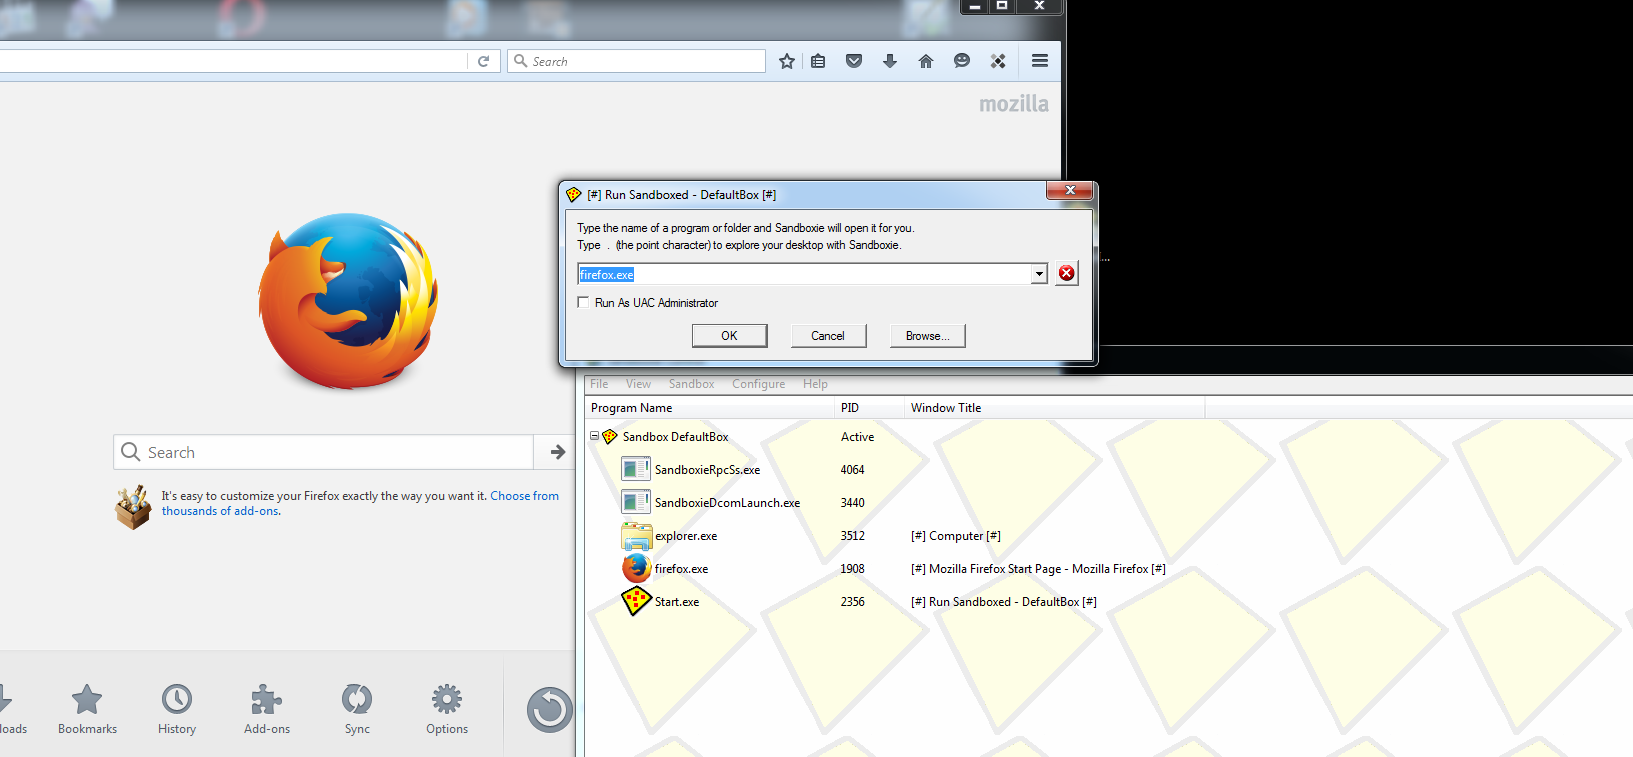 Search
mozilla
[#] Run Sandboxed - DefaultBox [#]
Type the name of a program or folder and Sandboxie will open it for you.
Type . (the point character) to explore your desktop with Sandboxie.
firefox.exe
Run As UAC Administrator
OK Cancel Browse...
...
Search
It's easy to customize your Firefox exactly the way you want it. Choose from
thousands of add-ons.
File View Sandbox Configure Help
Program Name PID Window Title
Sandbox DefaultBox Active
SandboxieRpcSs.exe 4064
SandboxieDcomLaunch.exe 3440
explorer.exe 3512 [#] Computer [#]
firefox.exe 1908 [#] Mozilla Firefox Start Page - Mozilla Firefox [#]
Start.exe 2356 [#] Run Sandboxed - DefaultBox [#]
loads Bookmarks History Add-ons Sync Options